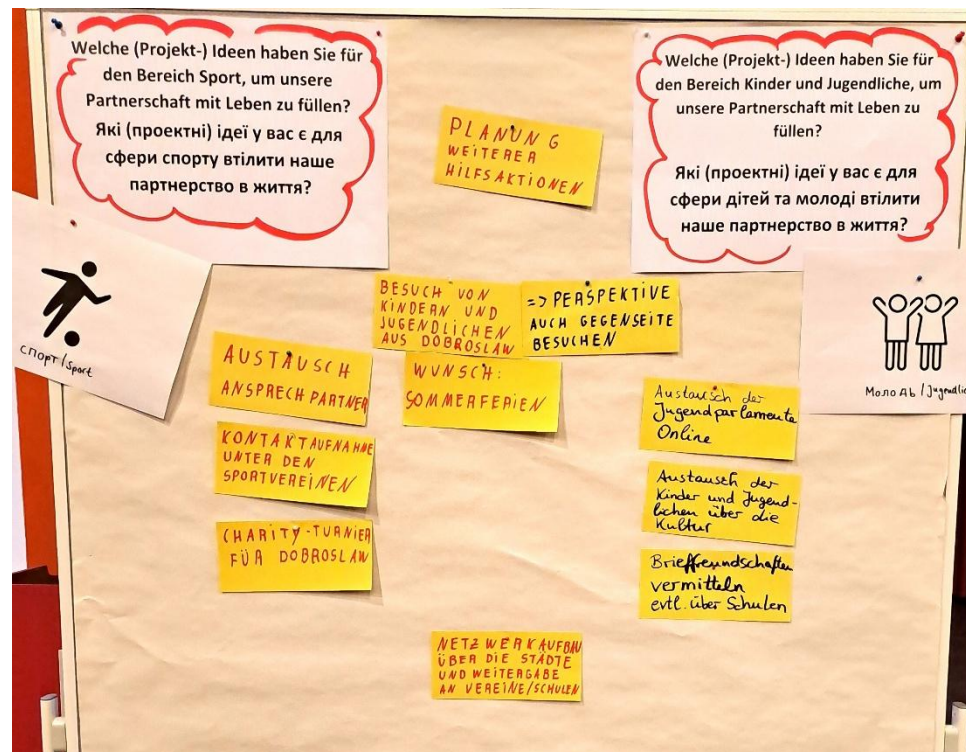 Welche (Projekt-) Ideen haben Sie für
den Bereich Sport, um unsere
Partnerschaft mit Leben zu füllen?
Які (проектні) ідеї у вас є для
сфери спорту втілити наше
партнерство в життя?
Welche (Projekt-) Ideen haben Sie für
den Bereich Kinder und Jugendliche, um
unsere Partnerschaft mit Leben zu
füllen?
Які (проектні) ідеї у вас є для
сфери дітей та молоді втілити
наше партнерство в життя?
PLANUNG
WEITERER
HILFSAKTIONEN
спорт / Sport
BESUCH VON
KINDERN UND
JUGENDLICHEN
AUS DOBROSLAW
=> PERSPEKTIVE
AUCH GEGENSEITE
BESUCHEN
WUNSCH:
SOMMERFERIEN
AUSTAUSCH
ANSPRECHPARTNER
KONTAKTAUFNAHME
UNTER DEN
SPORTVEREINEN
CHARITY-TURNIER
FÜR DOBROSLAW
Молодь / Jugendlic
Austausch der
Jugendparlamente
Online
Austausch der
Kinder und Jugend-
lichen über die
Kultur
Brieffreundschaften
vermitteln
evtl. über Schulen
NETZWERKAUFBAU
ÜBER DIE STÄDTE
UND WEITERGABE
AN VEREINE/SCHULEN